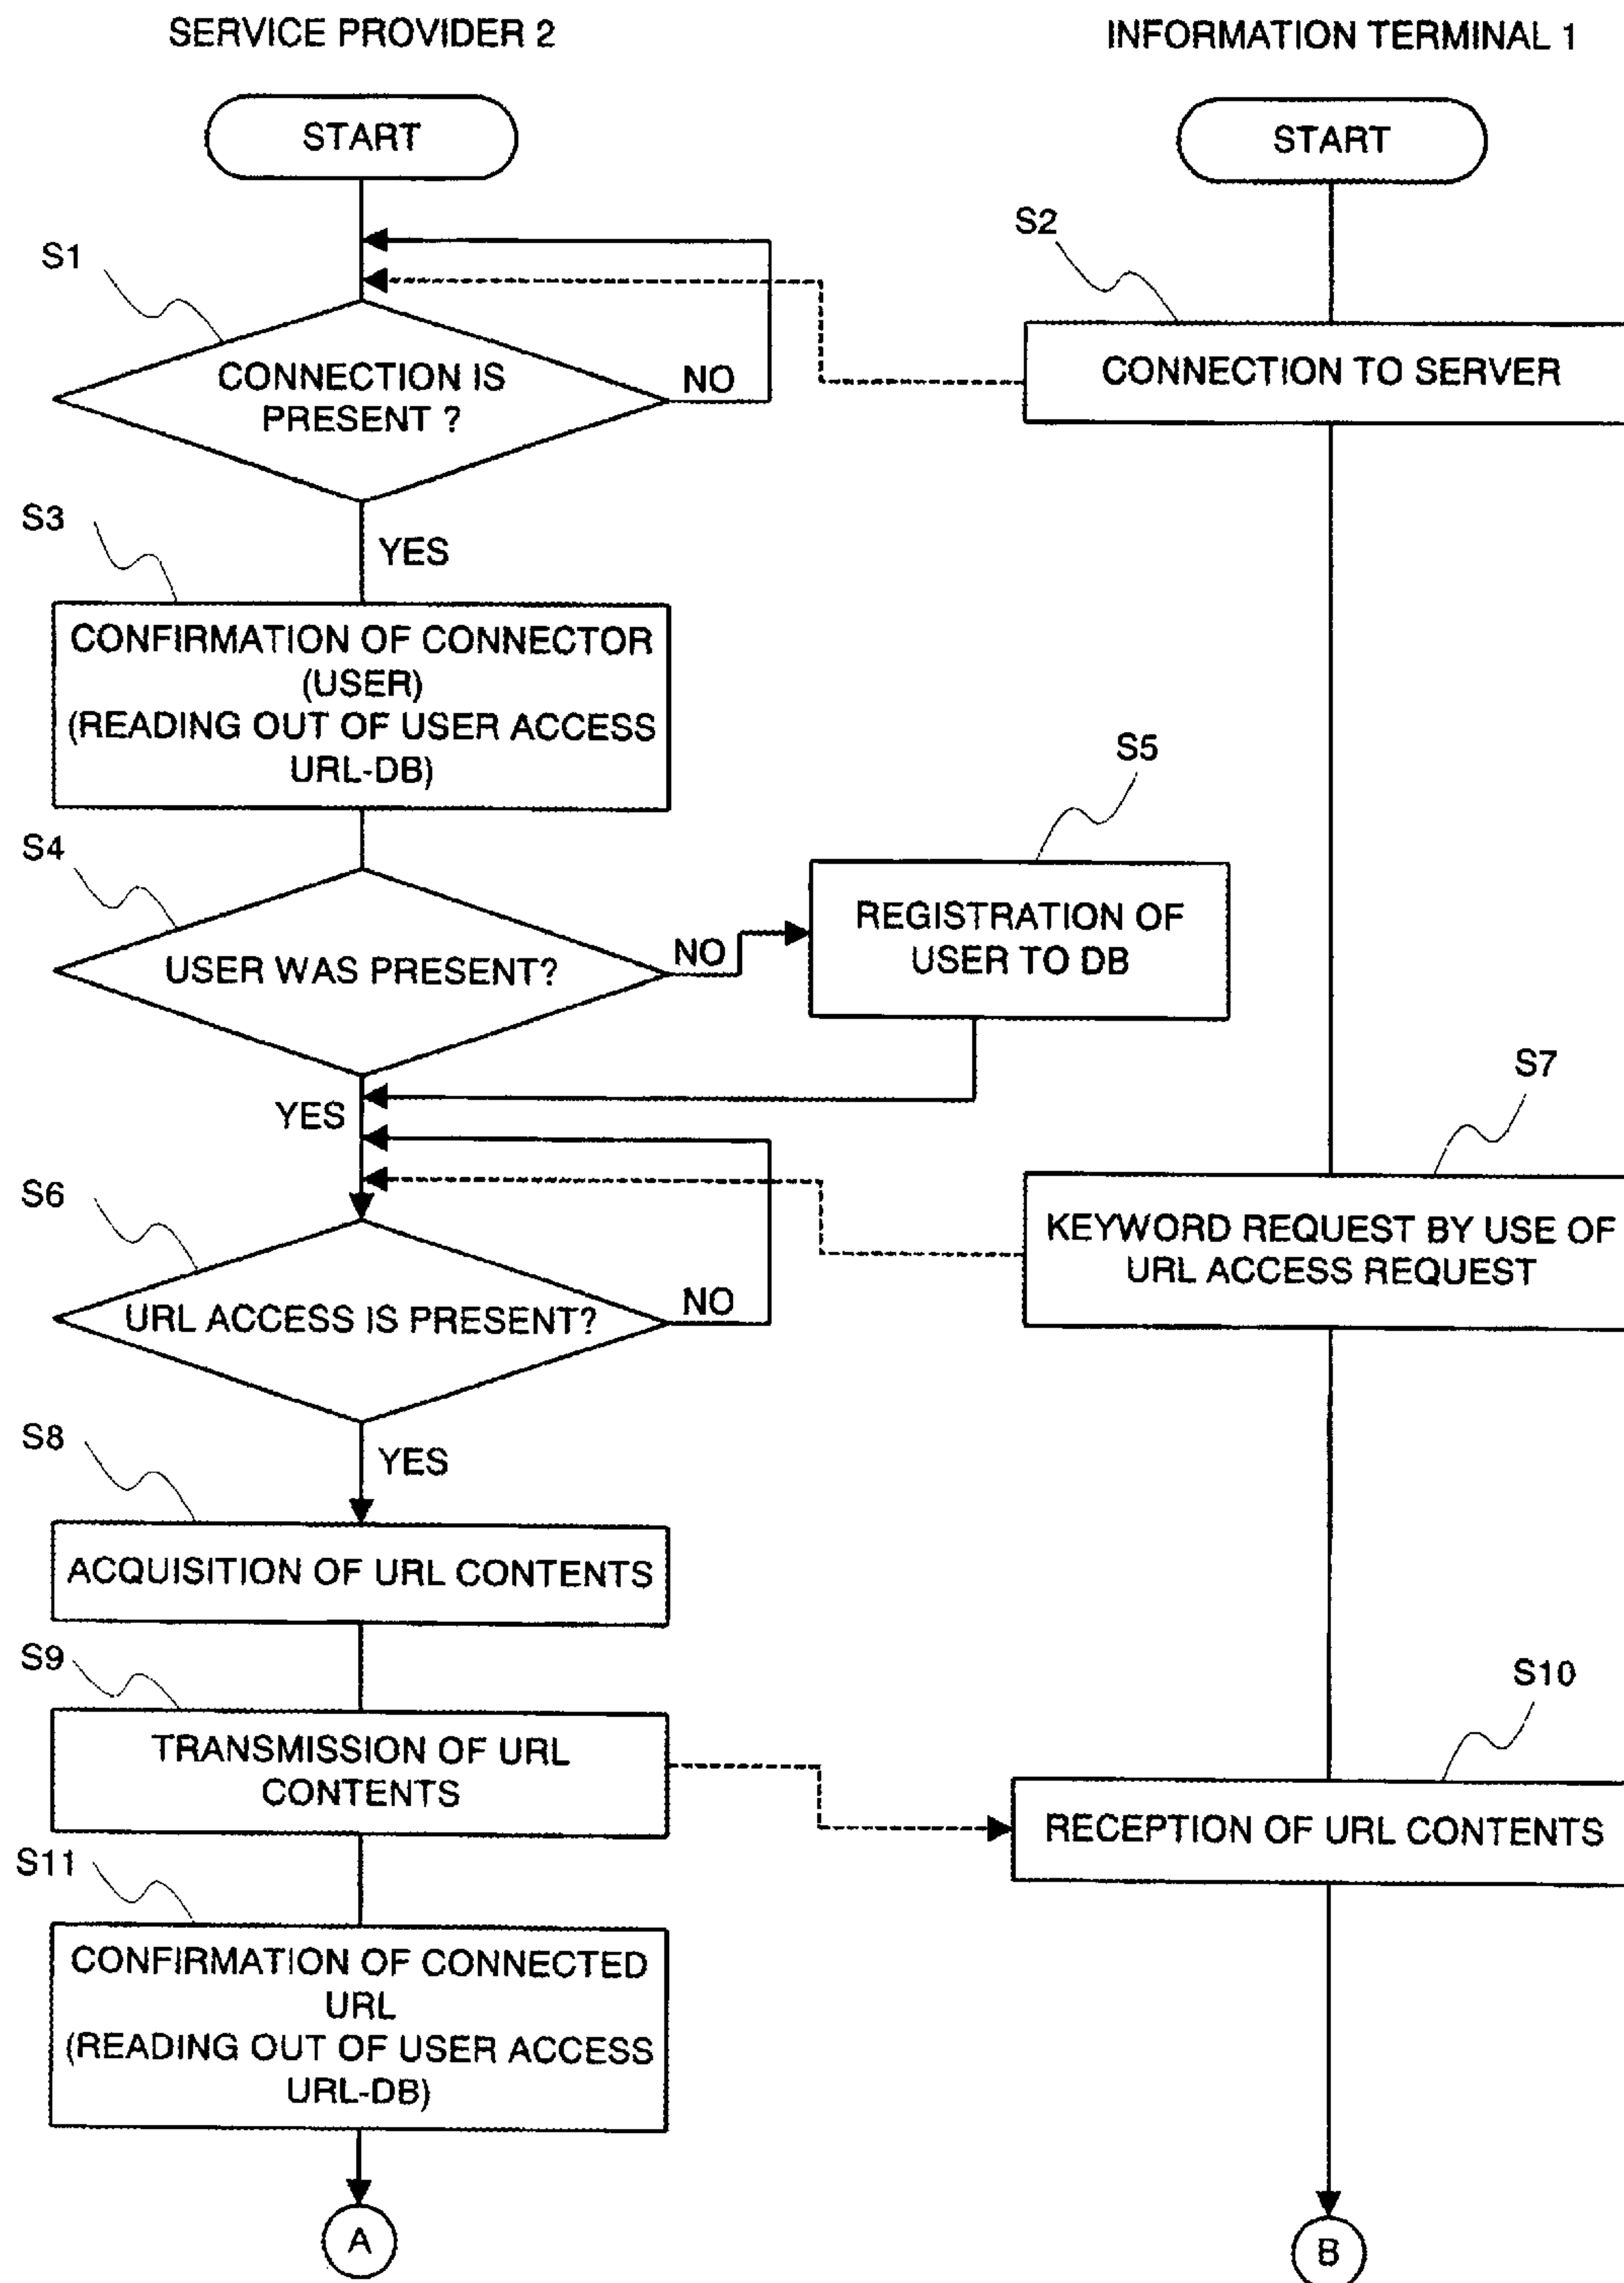 SERVICE PROVIDER 2
INFORMATION TERMINAL 1
START
START
S1
S2
CONNECTION IS
PRESENT ?
NO
CONNECTION TO SERVER
YES
S3
CONFIRMATION OF CONNECTOR
(USER)
(READING OUT OF USER ACCESS
URL-DB)
S4
USER WAS PRESENT?
NO
S5
REGISTRATION OF
USER TO DB
YES
S6
URL ACCESS IS PRESENT?
NO
S7
KEYWORD REQUEST BY USE OF
URL ACCESS REQUEST
YES
S8
ACQUISITION OF URL CONTENTS
S9
TRANSMISSION OF URL
CONTENTS
S10
RECEPTION OF URL CONTENTS
S11
CONFIRMATION OF CONNECTED
URL
(READING OUT OF USER ACCESS
URL-DB)
A
B